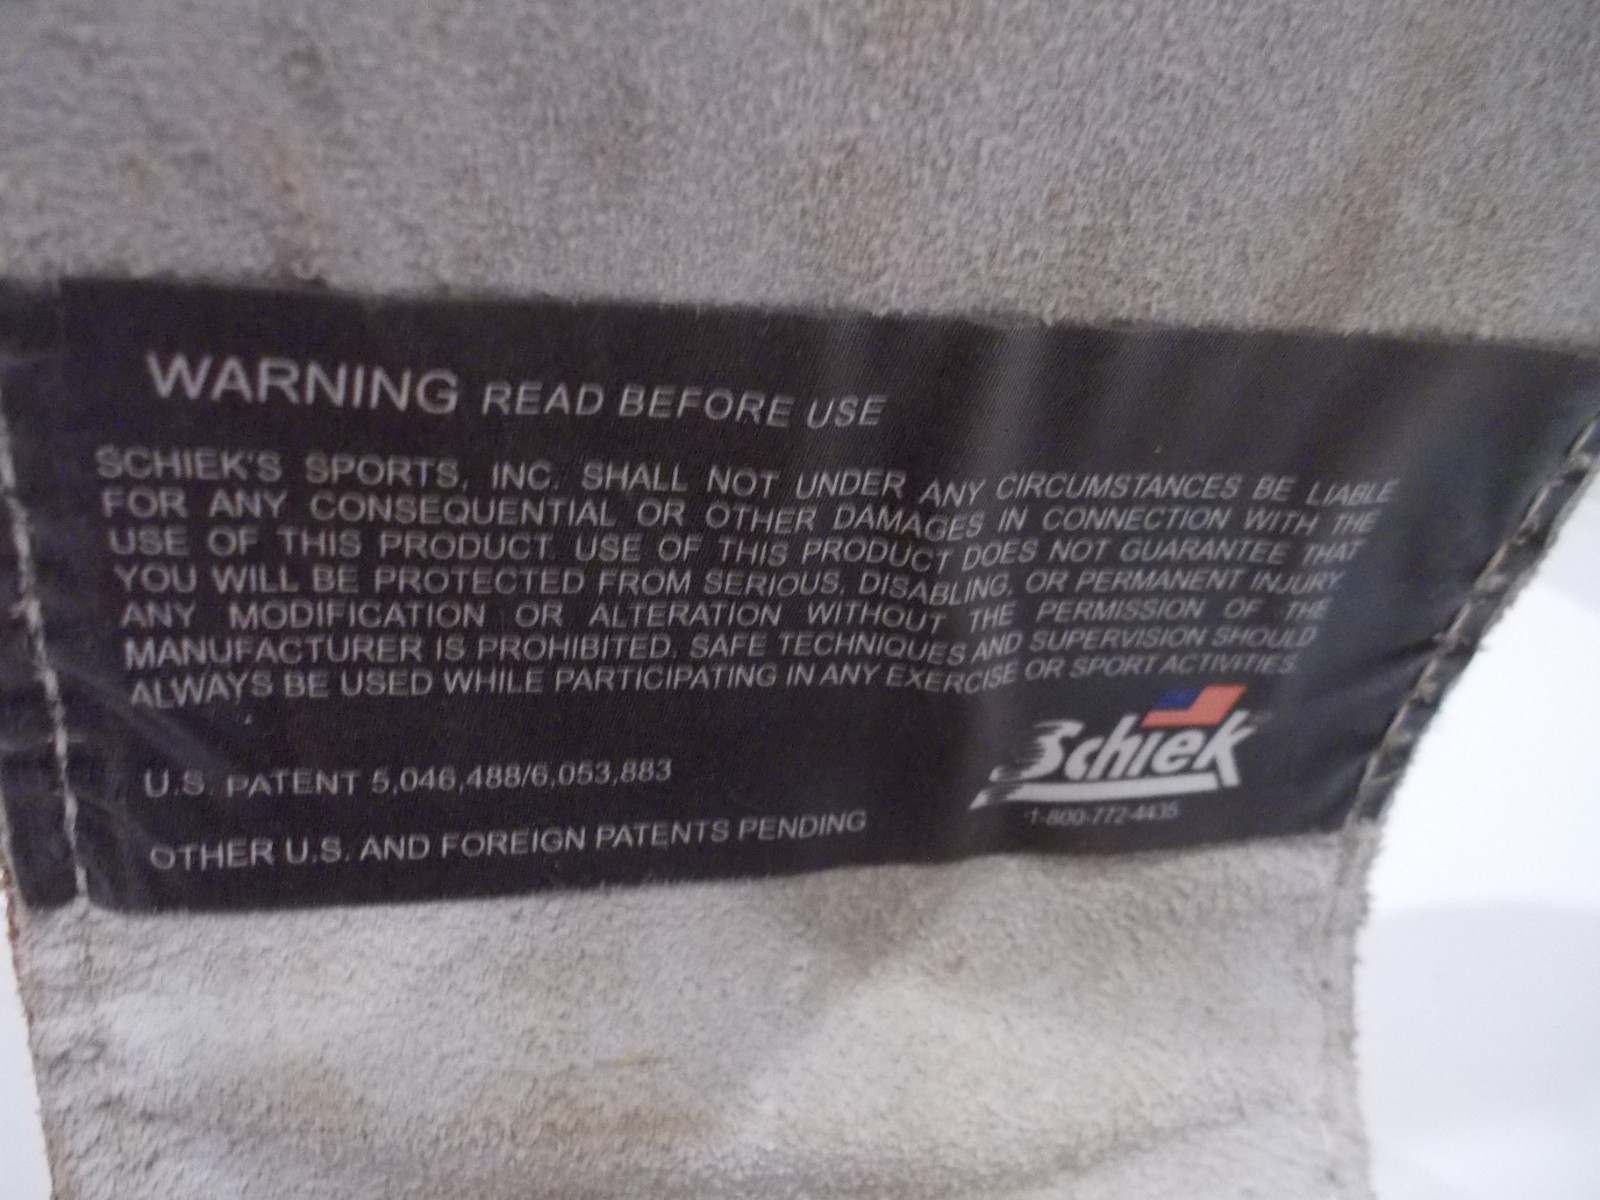 WARNING READ BEFORE USE
SCHIEK'S SPORTS, INC. SHALL NOT UNDER ANY CIRCUMSTANCES BE LIABLE
FOR ANY CONSEQUENTIAL OR OTHER DAMAGES IN CONNECTION WITH THE
USE OF THIS PRODUCT. USE OF THIS PRODUCT DOES NOT GUARANTEE THAT
YOU WILL BE PROTECTED FROM SERIOUS, DISABLING, OR PERMANENT INJURY.
ANY MODIFICATION OR ALTERATION WITHOUT THE PERMISSION OF THE
MANUFACTURER IS PROHIBITED. SAFE TECHNIQUES AND SUPERVISION SHOULD
ALWAYS BE USED WHILE PARTICIPATING IN ANY EXERCISE OR SPORT ACTIVITIES.
U.S. PATENT 5,046,488/6,053,883
OTHER U.S. AND FOREIGN PATENTS PENDING
Schiek
1-800-772-4435